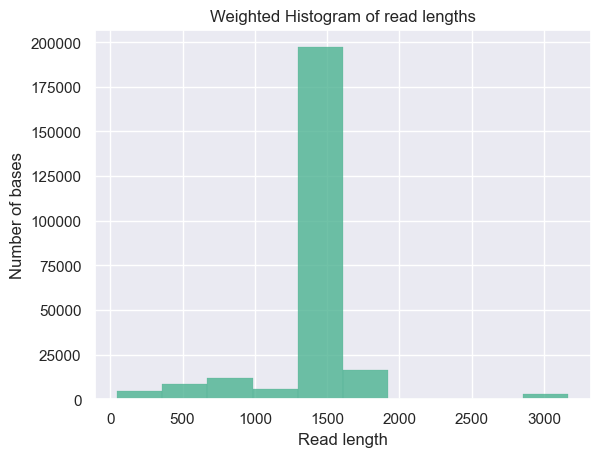 Weighted Histogram of read lengths
200000
175000
150000
125000
100000
75000
50000
25000
0
Number of bases
0 500 1000 1500 2000 2500 3000
Read length